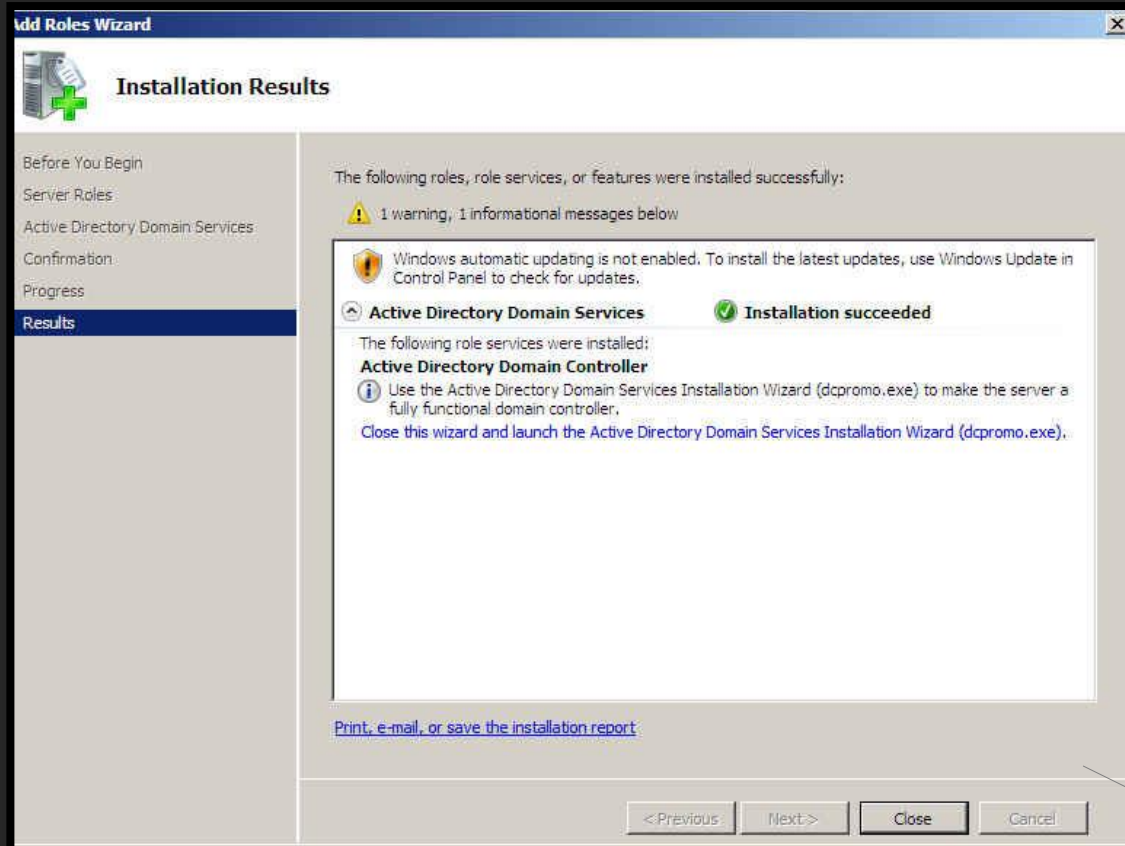 Add Roles Wizard
Installation Results
Before You Begin
Server Roles
Active Directory Domain Services
Confirmation
Progress
Results
The following roles, role services, or features were installed successfully:
1 warning, 1 informational messages below
Windows automatic updating is not enabled. To install the latest updates, use Windows Update in
Control Panel to check for updates.
Active Directory Domain Services Installation succeeded
The following role services were installed:
Active Directory Domain Controller
Use the Active Directory Domain Services Installation Wizard (dcpromo.exe) to make the server a
fully functional domain controller.
Close this wizard and launch the Active Directory Domain Services Installation Wizard (dcpromo.exe).
Print, e-mail, or save the installation report
< Previous Next > Close Cancel